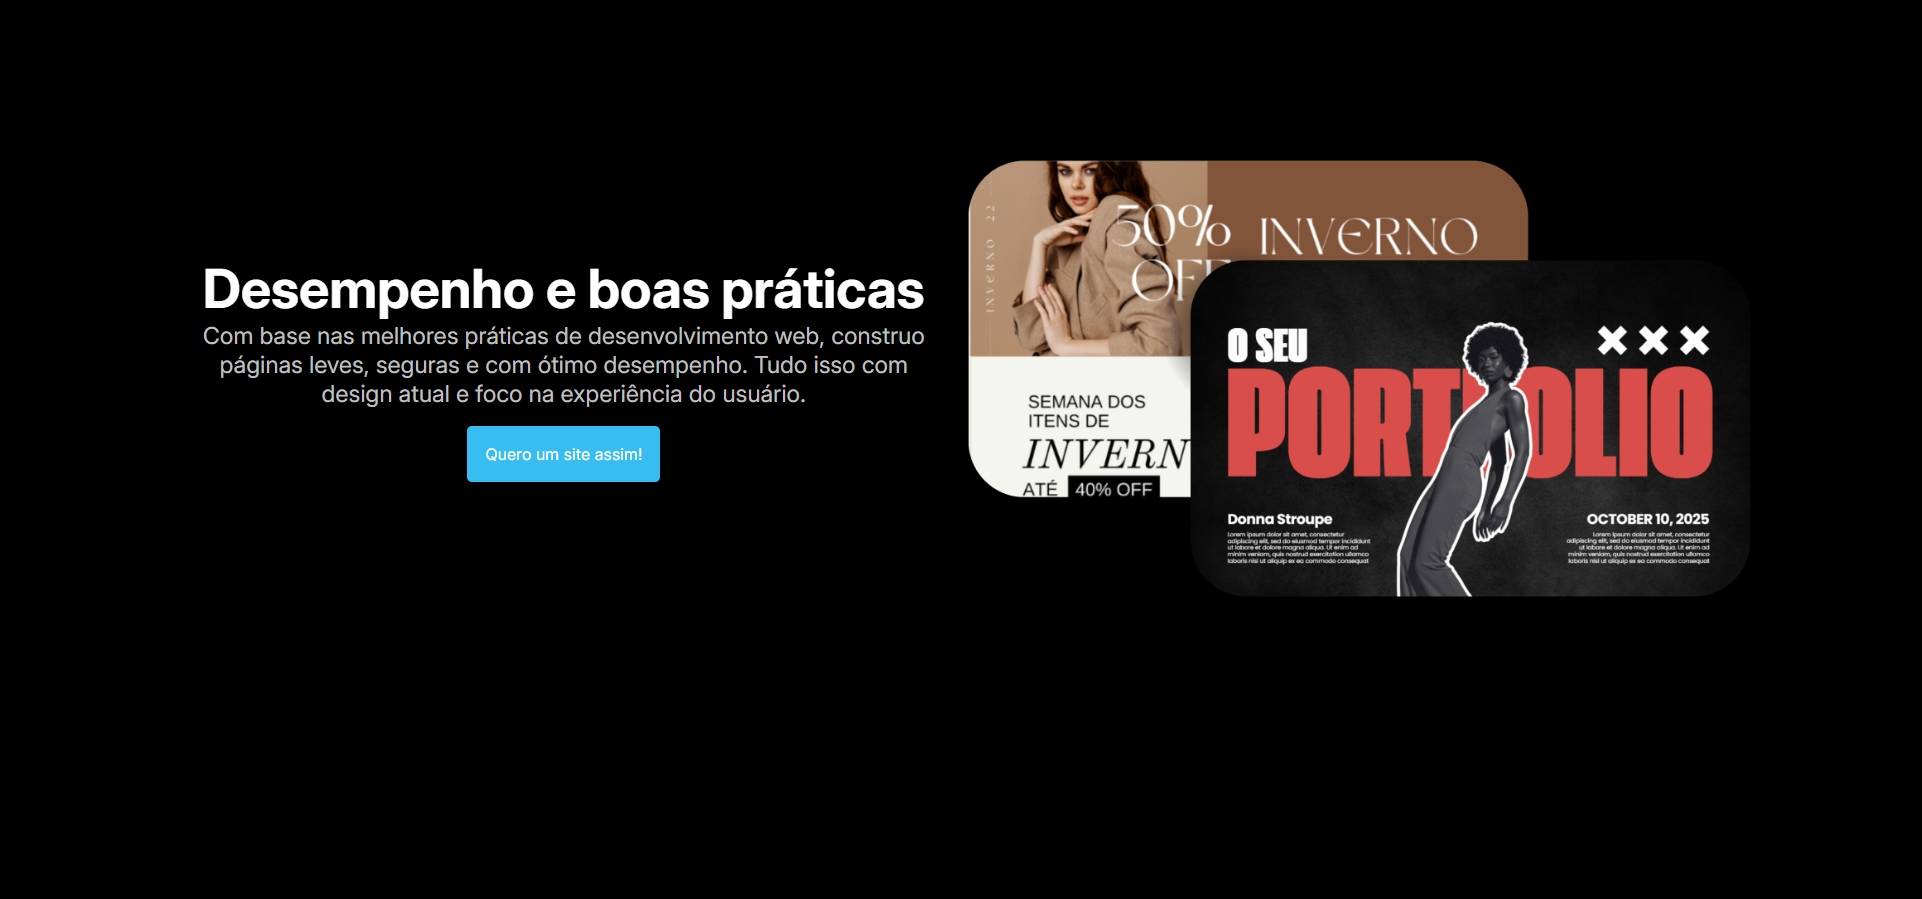 Desempenho e boas práticas
Com base nas melhores práticas de desenvolvimento web, construo
páginas leves, seguras e com ótimo desempenho. Tudo isso com
design atual e foco na experiência do usuário.
Quero um site assim!
INVERNO 22
50%
OFF
INVERNO
SEMANA DOS
ITENS DE
INVERN
ATÉ 40% OFF
O SEU
PORTFOLIO
Donna Stroupe
Lorem ipsum dolor sit amet, consectetur
adipiscing elit, sed do eiusmod tempor incididunt
ut labore et dolore magna aliqua. Ut enim ad
minim veniam, quis nostrud exercitation ullamco
laboris nisi ut aliquip ex ea commodo consequat
OCTOBER 10, 2025
Lorem ipsum dolor sit amet, consectetur
adipiscing elit, sed do eiusmod tempor incididunt
ut labore et dolore magna aliqua. Ut enim ad
minim veniam, quis nostrud exercitation ullamco
laboris nisi ut aliquip ex ea commodo consequat